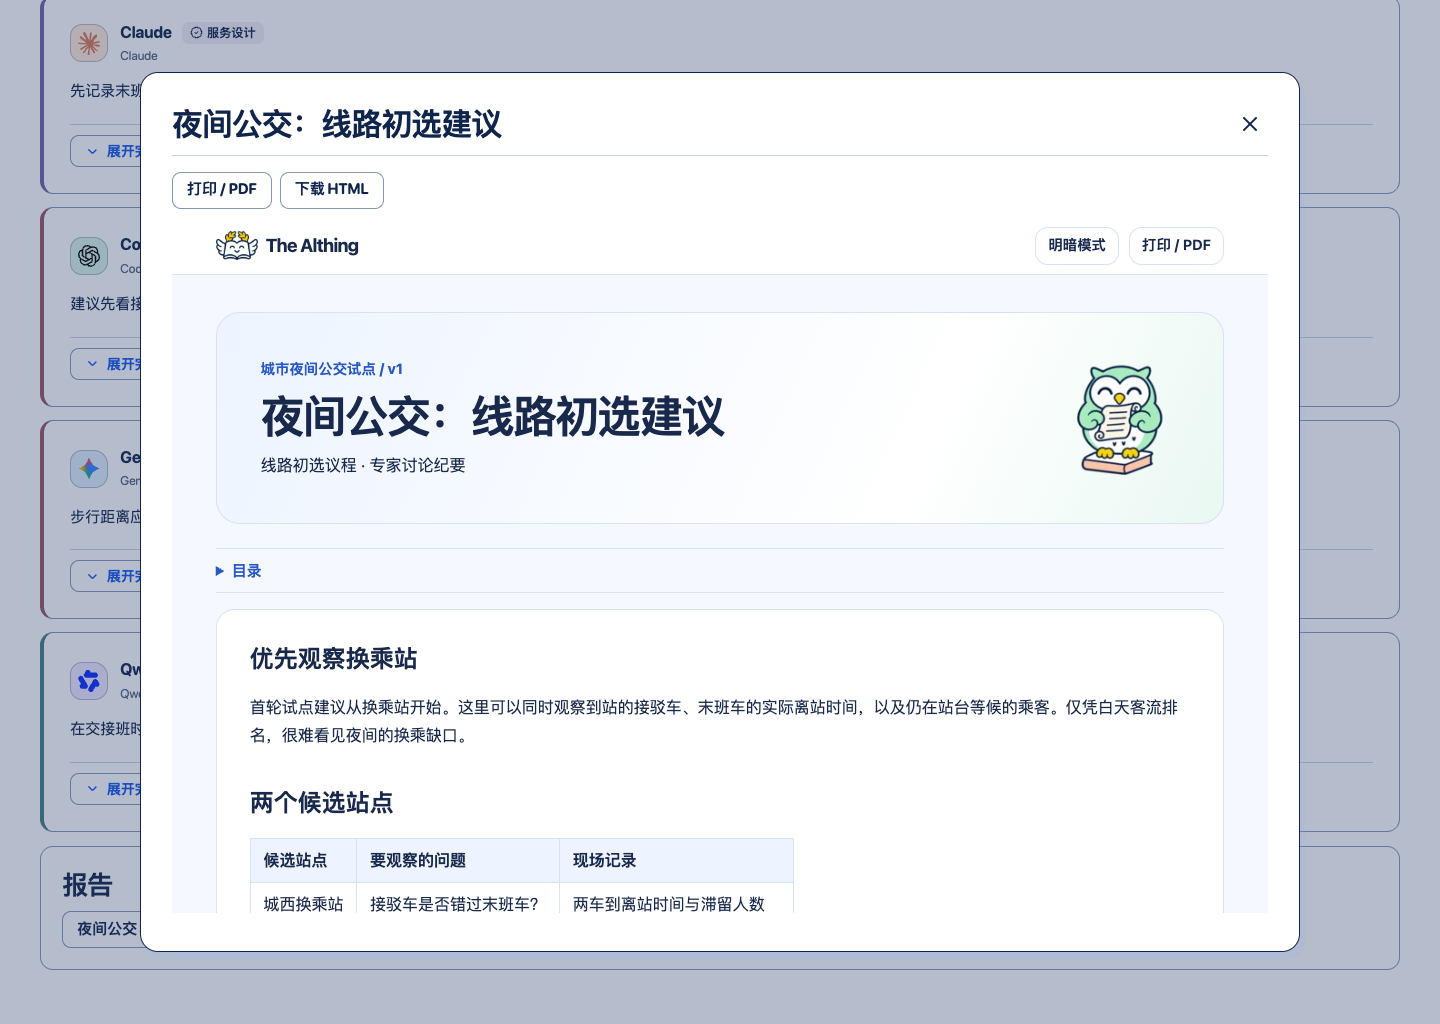 Claude 服务设计
Claude
先记录末班
展开完
Co
Cod
建议先看接
展开完
Ge
Gen
步行距离应
展开完
Qw
Qwe
在交接班时
展开完
报告
夜间公交
夜间公交：线路初选建议
打印 / PDF 下载 HTML
The Althing 明暗模式 打印 / PDF
城市夜间公交试点 / v1
夜间公交：线路初选建议
线路初选议程 · 专家讨论纪要
目录
优先观察换乘站
首轮试点建议从换乘站开始。这里可以同时观察到站的接驳车、末班车的实际离站时间，以及仍在站台等候的乘客。仅凭白天客流排
名，很难看见夜间的换乘缺口。
两个候选站点
候选站点 要观察的问题 现场记录
城西换乘站 接驳车是否错过末班车? 两车到离站时间与滞留人数